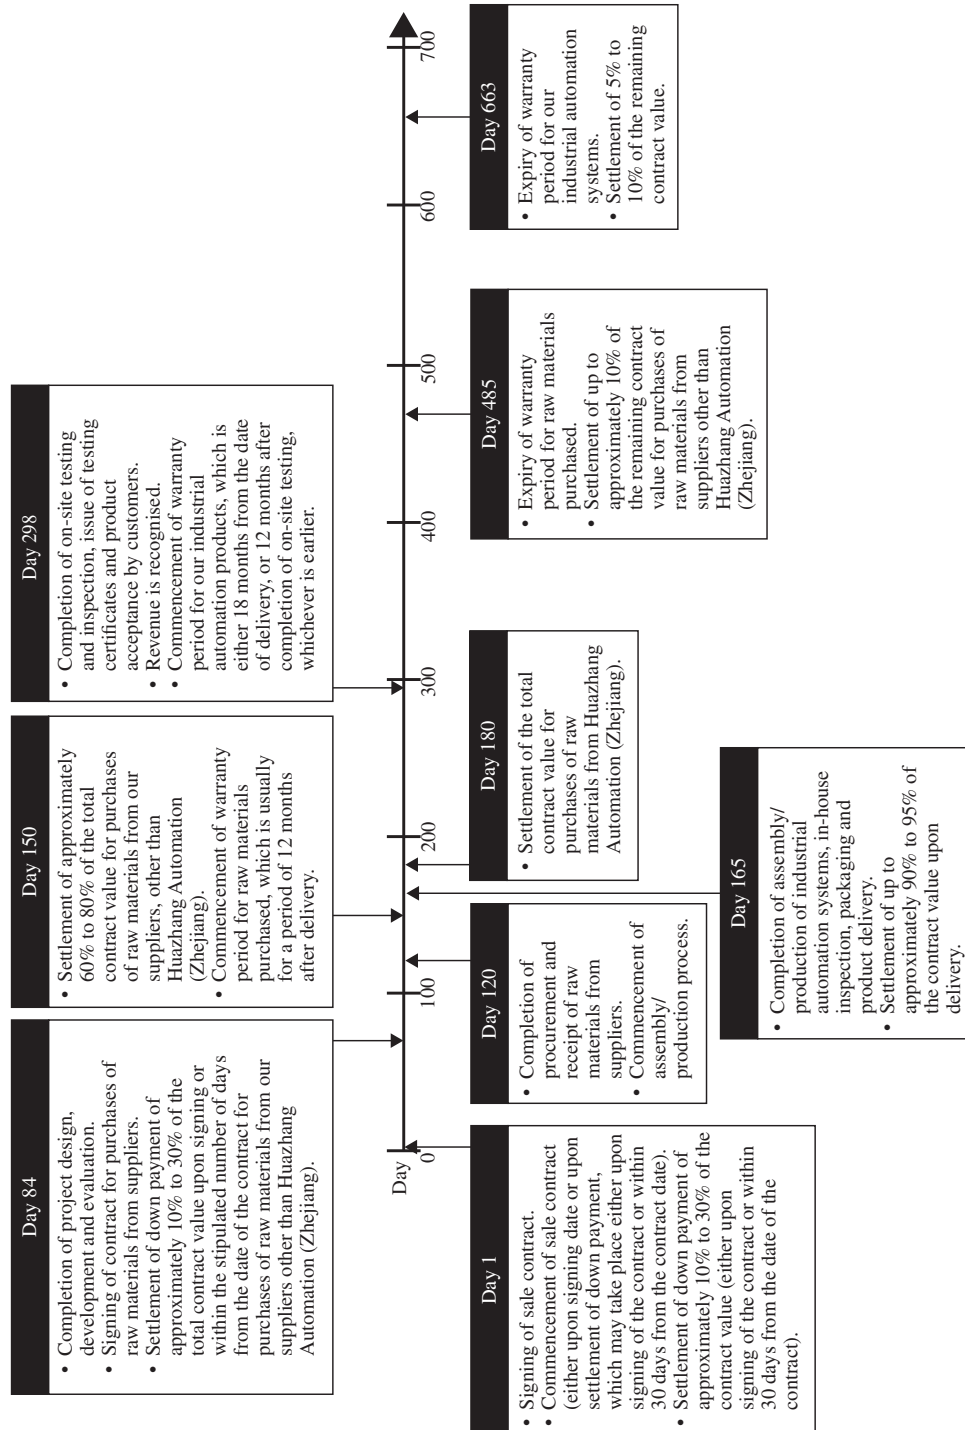 Day 84
• Completion of project design,
development and evaluation.
• Signing of contract for purchases of
raw materials from suppliers.
• Settlement of down payment of
approximately 10% to 30% of the
total contract value upon signing or
within the stipulated number of days
from the date of the contract for
purchases of raw materials from our
suppliers other than Huazhang
Automation (Zhejiang).
Day 150
• Settlement of approximately
60% to 80% of the total
contract value for purchases
of raw materials from our
suppliers, other than
Huazhang Automation
(Zhejiang).
• Commencement of warranty
period for raw materials
purchased, which is usually
for a period of 12 months
after delivery.
Day 298
• Completion of on-site testing
and inspection, issue of testing
certificates and product
acceptance by customers.
• Revenue is recognised.
• Commencement of warranty
period for our industrial
automation products, which is
either 18 months from the date
of delivery, or 12 months after
completion of on-site testing,
whichever is earlier.
Day
0
100
200
300
400
500
600
700
Day 1
• Signing of sale contract.
• Commencement of sale contract
(either upon signing date or upon
settlement of down payment,
which may take place either upon
signing of the contract or within
30 days from the contract date).
• Settlement of down payment of
approximately 10% to 30% of the
contract value (either upon
signing of the contract or within
30 days from the date of the
contract).
Day 120
• Completion of
procurement and
receipt of raw
materials from
suppliers.
• Commencement of
assembly/
production process.
Day 165
• Completion of assembly/
production of industrial
automation systems, in-house
inspection, packaging and
product delivery.
• Settlement of up to
approximately 90% to 95% of
the contract value upon
delivery.
Day 180
• Settlement of the total
contract value for
purchases of raw
materials from Huazhang
Automation (Zhejiang).
Day 485
• Expiry of warranty
period for raw materials
purchased.
• Settlement of up to
approximately 10% of
the remaining contract
value for purchases of
raw materials from
suppliers other than
Huazhang Automation
(Zhejiang).
Day 663
• Expiry of warranty
period for our
industrial automation
systems.
• Settlement of 5% to
10% of the remaining
contract value.